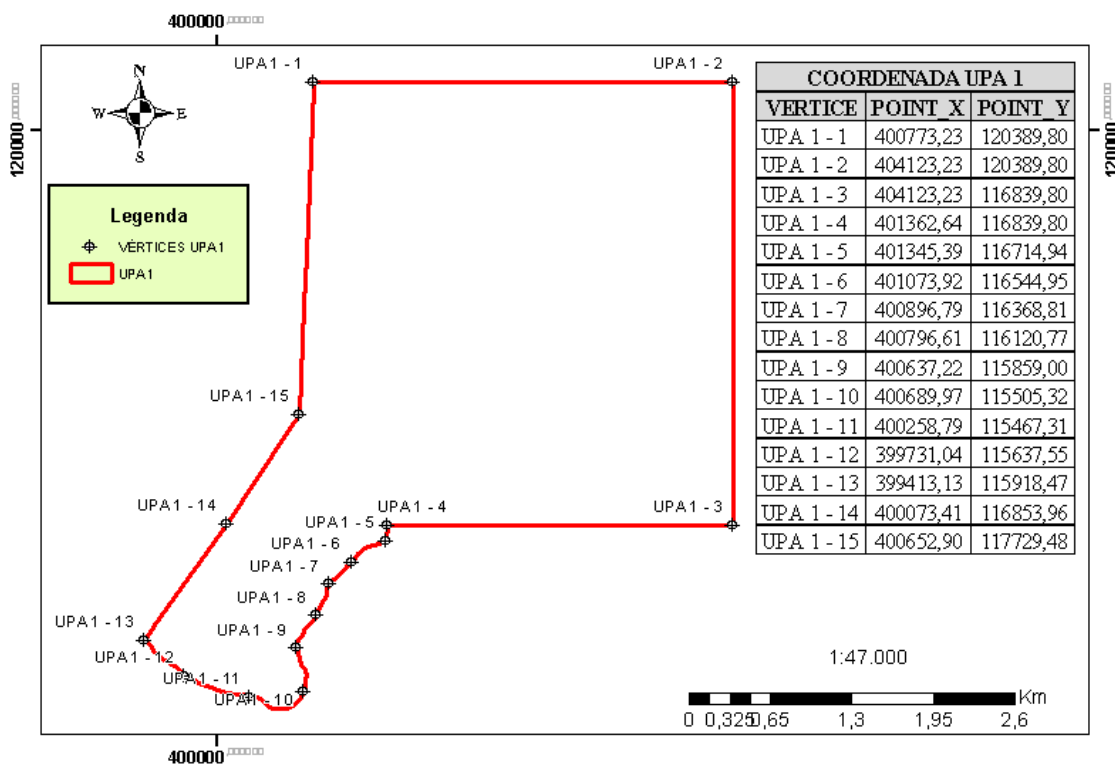 400000,000000
N
W E
S
120000,000000
120000,000000
Legenda
VÉRTICES UPA1
UPA1
UPA1 - 1
UPA1 - 2
UPA1 - 15
UPA1 - 14
UPA1 - 5
UPA1 - 4
UPA1 - 3
UPA1 - 6
UPA1 - 7
UPA1 - 8
UPA1 - 13
UPA1 - 9
UPA1 - 12
UPA1 - 11
UPA1 - 10
COORDENADA UPA 1
VERTICE POINT_X POINT_Y
UPA 1 - 1 400773,23 120389,80
UPA 1 - 2 404123,23 120389,80
UPA 1 - 3 404123,23 116839,80
UPA 1 - 4 401362,64 116839,80
UPA 1 - 5 401345,39 116714,94
UPA 1 - 6 401073,92 116544,95
UPA 1 - 7 400896,79 116368,81
UPA 1 - 8 400796,61 116120,77
UPA 1 - 9 400637,22 115859,00
UPA 1 - 10 400689,97 115505,32
UPA 1 - 11 400258,79 115467,31
UPA 1 - 12 399731,04 115637,55
UPA 1 - 13 399413,13 115918,47
UPA 1 - 14 400073,41 116853,96
UPA 1 - 15 400652,90 117729,48
1:47.000
Km
0 0,325 0,65 1,3 1,95 2,6
400000,000000